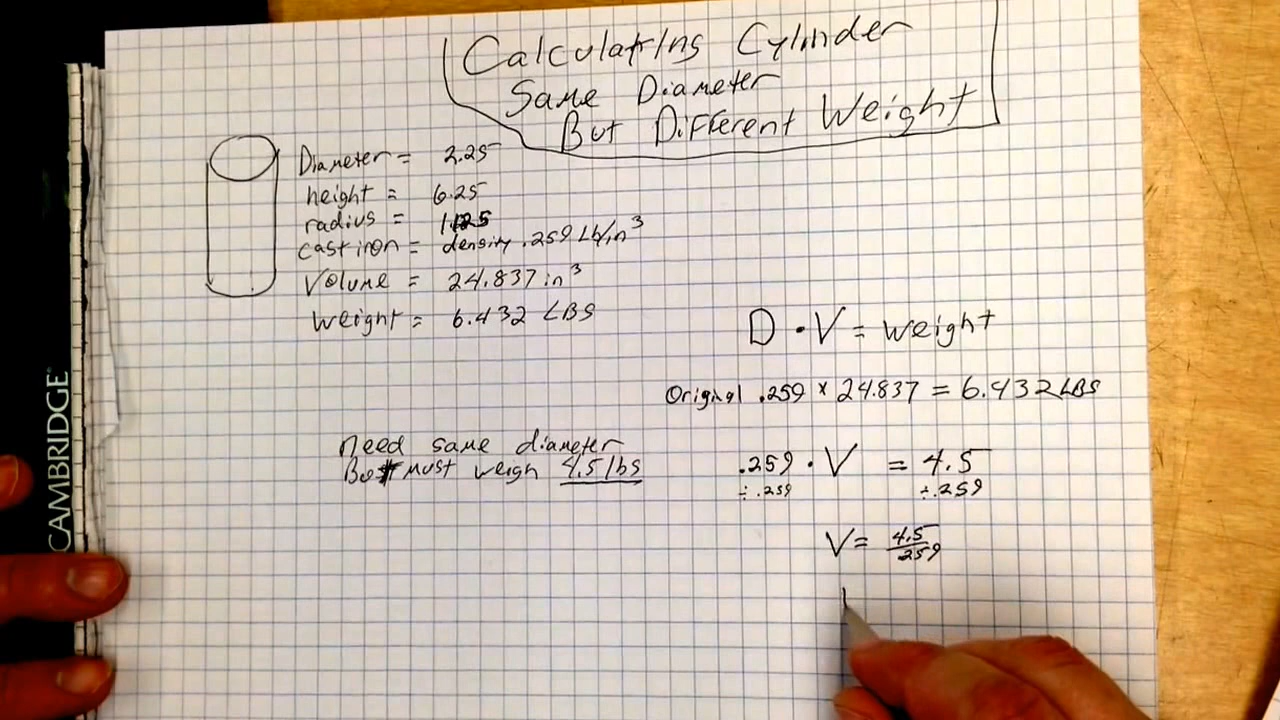 Calculating Cylinder
Same Diameter
But Different Weight
Diameter = 2.25
height = 6.25
radius = 1.125
cast iron = density .259 Lb/in³
Volume = 24.837 in³
Weight = 6.432 LBS
D · V = weight
Original .259 × 24.837 = 6.432 LBS
need same diameter
But must weigh 4.5 lbs
.259 · V = 4.5
÷ .259 ÷ .259
V = 4.5/.259
CAMBRIDGE